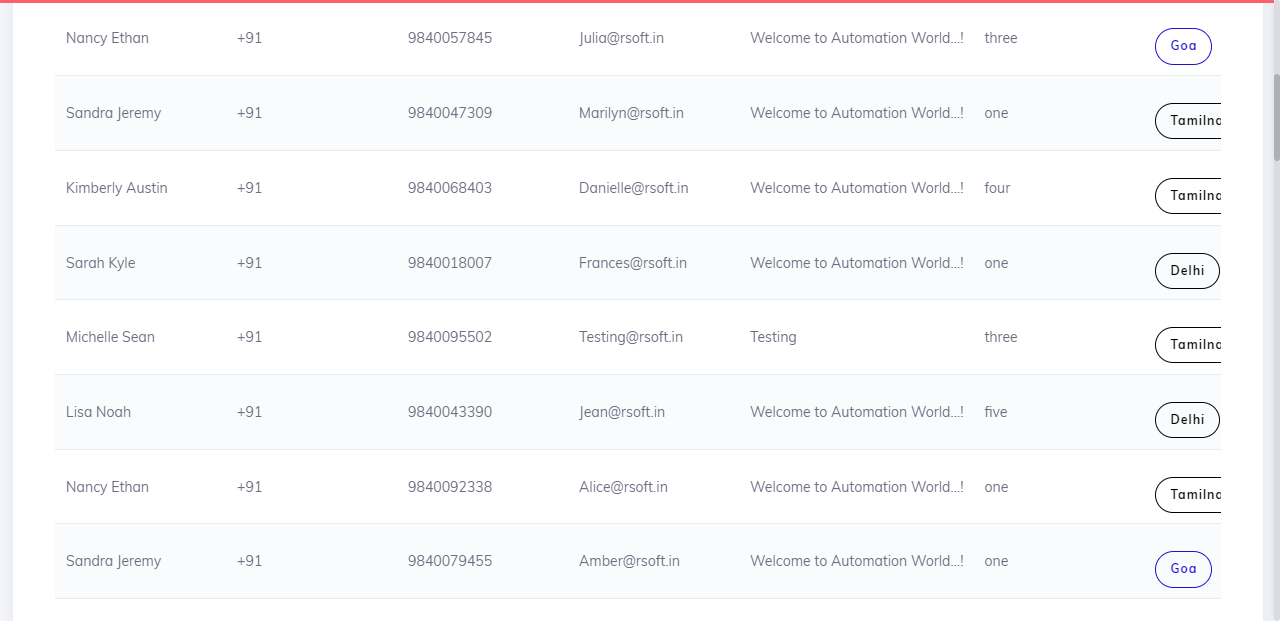 Nancy Ethan +91 9840057845 Julia@rsoft.in Welcome to Automation World...! three Goa
Sandra Jeremy +91 9840047309 Marilyn@rsoft.in Welcome to Automation World...! one Tamilna
Kimberly Austin +91 9840068403 Danielle@rsoft.in Welcome to Automation World...! four Tamilna
Sarah Kyle +91 9840018007 Frances@rsoft.in Welcome to Automation World...! one Delhi
Michelle Sean +91 9840095502 Testing@rsoft.in Testing three Tamilna
Lisa Noah +91 9840043390 Jean@rsoft.in Welcome to Automation World...! five Delhi
Nancy Ethan +91 9840092338 Alice@rsoft.in Welcome to Automation World...! one Tamilna
Sandra Jeremy +91 9840079455 Amber@rsoft.in Welcome to Automation World...! one Goa